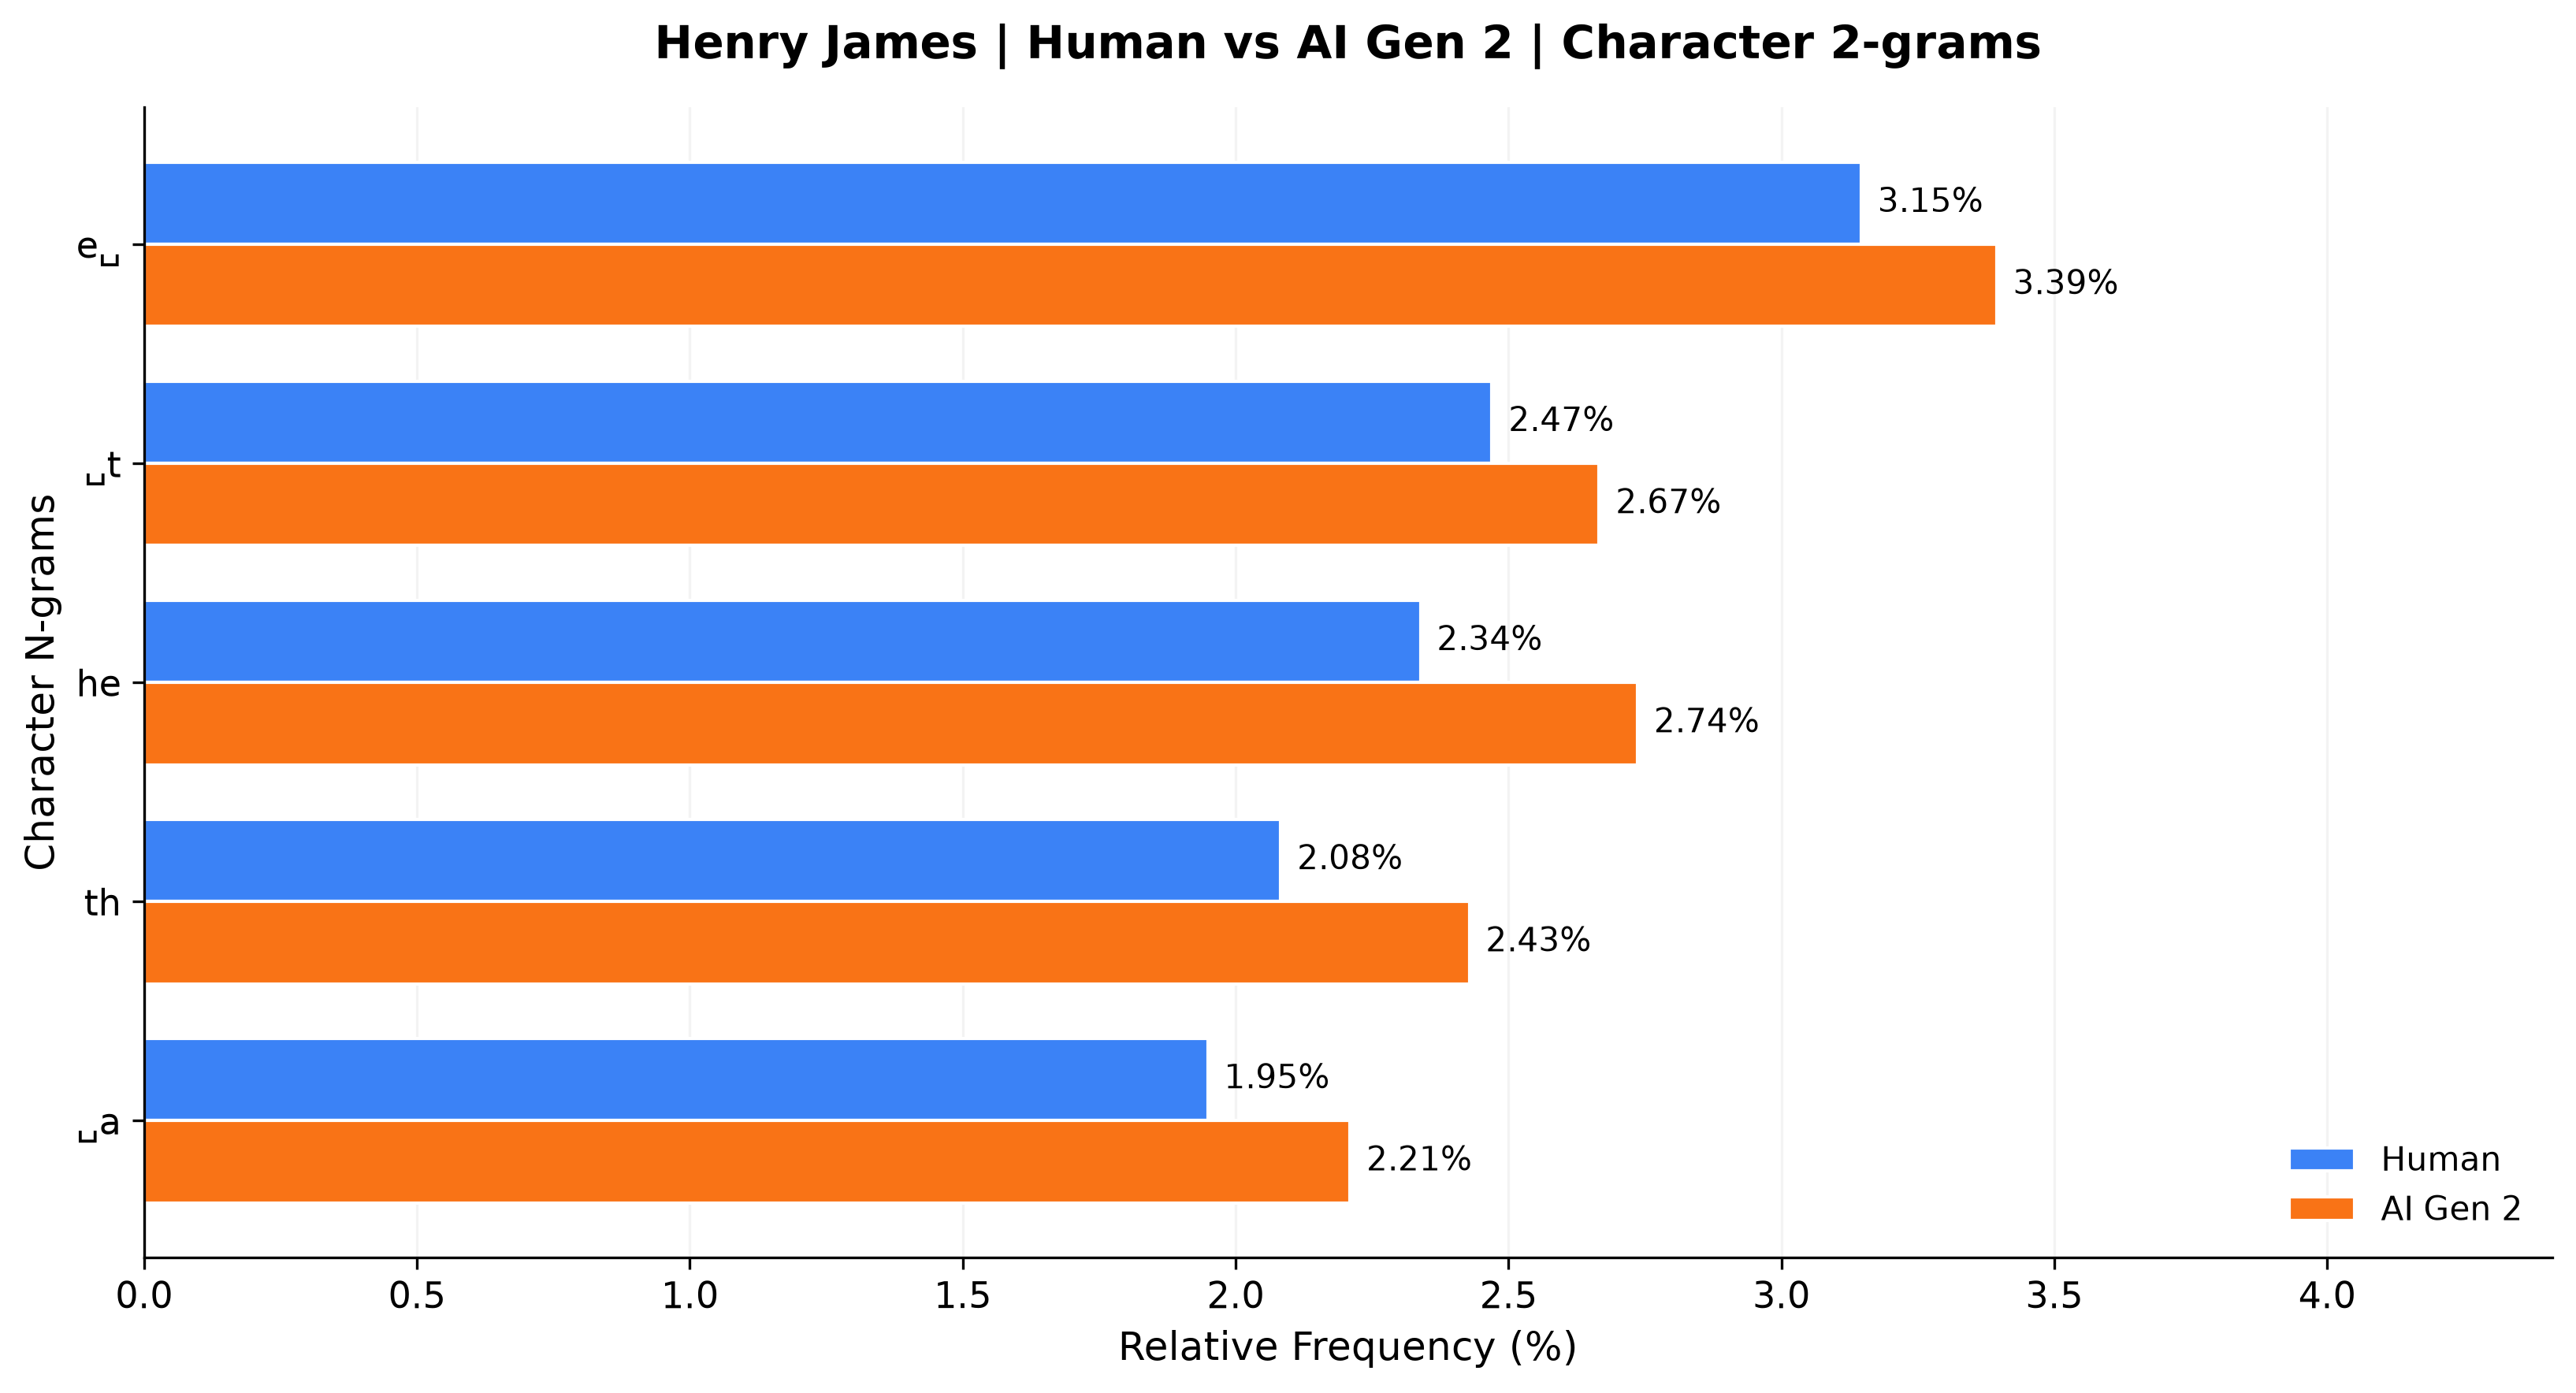 Henry James | Human vs AI Gen 2 | Character 2-grams
Character N-grams
e␣
3.15%
3.39%
␣t
2.47%
2.67%
he
2.34%
2.74%
th
2.08%
2.43%
␣a
1.95%
2.21%
Human
AI Gen 2
0.0 0.5 1.0 1.5 2.0 2.5 3.0 3.5 4.0
Relative Frequency (%)